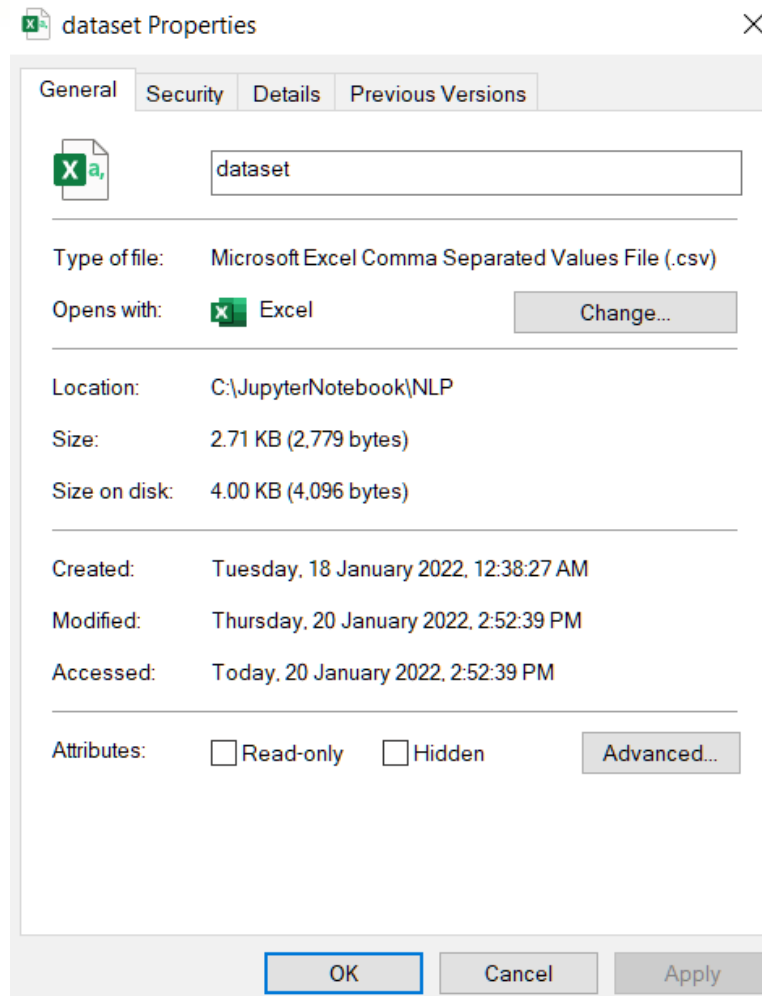 dataset Properties
General Security Details Previous Versions
X a, dataset
Type of file: Microsoft Excel Comma Separated Values File (.csv)
Opens with: X Excel Change...
Location: C:\JupyterNotebook\NLP
Size: 2.71 KB (2,779 bytes)
Size on disk: 4.00 KB (4,096 bytes)
Created: Tuesday, 18 January 2022, 12:38:27 AM
Modified: Thursday, 20 January 2022, 2:52:39 PM
Accessed: Today, 20 January 2022, 2:52:39 PM
Attributes: Read-only Hidden Advanced...
OK Cancel Apply